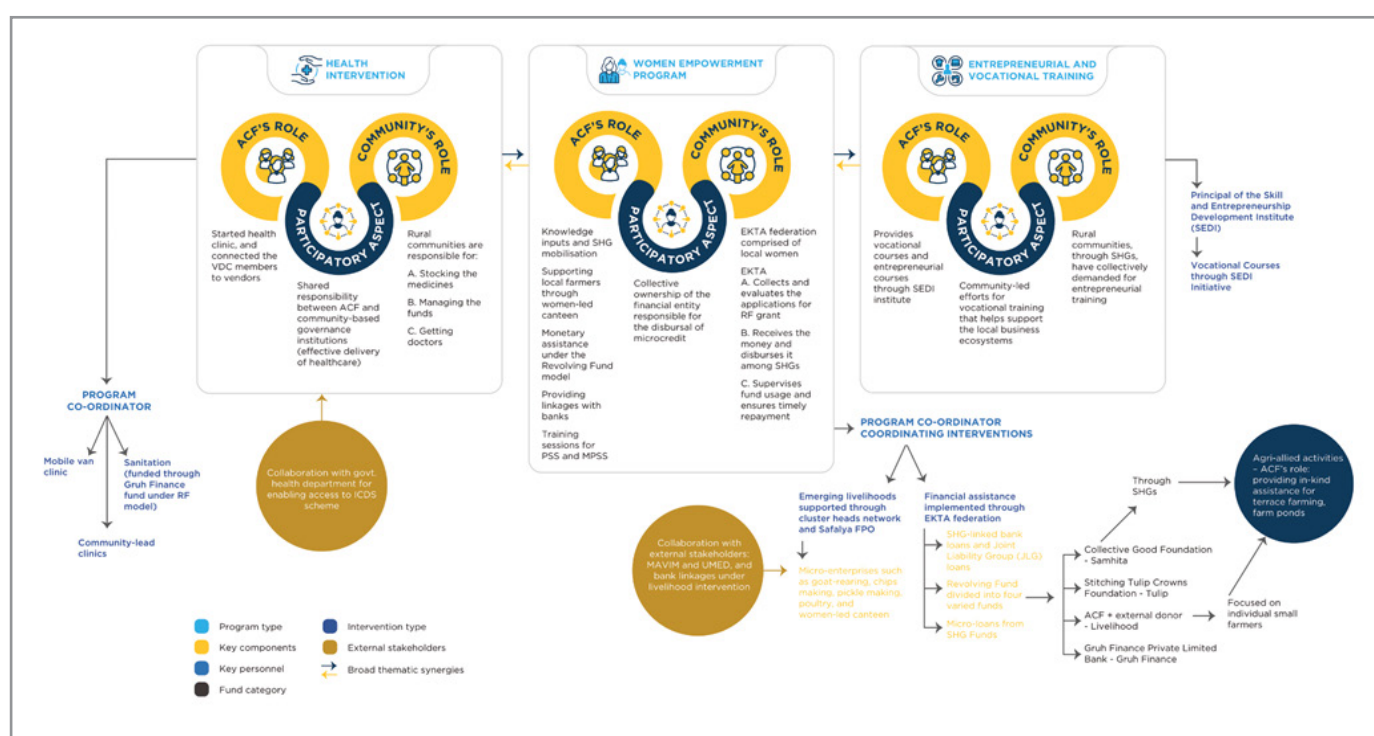 HEALTH
INTERVENTION
ACF'S ROLE
COMMUNITY'S ROLE
PARTICIPATORY ASPECT
Started health
clinic, and
connected the
VDC members
to vendors
Shared
responsibility
between ACF and
community-based
governance
institutions
(effective delivery
of healthcare)
Rural
communities are
responsible for:
A. Stocking the
medicines
B. Managing the
funds
C. Getting
doctors
WOMEN EMPOWERMENT
PROGRAM
ACF'S ROLE
COMMUNITY'S ROLE
PARTICIPATORY ASPECT
Knowledge
inputs and SHG
mobilisation
Supporting
local farmers
through
women-led
canteen
Monetary
assistance
under the
Revolving Fund
model
Providing
linkages with
banks
Training
sessions for
PSS and MPSS
Collective
ownership of the
financial entity
responsible for
the disbursal of
microcredit
EKTA federation
comprised of
local women
EKTA
A. Collects and
evaluates the
applications for
RF grant
B. Receives the
money and
disburses it
among SHGs
C. Supervises
fund usage and
ensures timely
repayment
ENTREPRENEURIAL AND
VOCATIONAL TRAINING
ACF'S ROLE
COMMUNITY'S ROLE
PARTICIPATORY ASPECT
Provides
vocational
courses and
entrepreneurial
courses
through SEDI
institute
Community-led
efforts for
vocational training
that helps support
the local business
ecosystems
Rural
communities,
through SHGs,
have collectively
demanded for
entrepreneurial
training
Principal of the Skill
and Entrepreneurship
Development Institute
(SEDI)
Vocational Courses
through SEDI
Initiative
PROGRAM
CO-ORDINATOR
Mobile van
clinic
Sanitation
(funded through
Gruh Finance
fund under RF
model)
Community-lead
clinics
Collaboration with govt.
health department for
enabling access to ICDS
scheme
PROGRAM CO-ORDINATOR
COORDINATING INTERVENTIONS
Emerging livelihoods
supported through
cluster heads network
and Safalya FPO
Financial assistance
implemented through
EKTA federation
Collaboration with
external stakeholders:
MAVIM and UMED, and
bank linkages under
livelihood intervention
Micro-enterprises such
as goat-rearing, chips
making, pickle making,
poultry, and
women-led canteen
SHG-linked bank
loans and Joint
Liability Group (JLG)
loans
Revolving Fund
divided into four
varied funds
Micro-loans from
SHG Funds
Through
SHGs
Collective Good Foundation
- Samhita
Stitching Tulip Crowns
Foundation - Tulip
ACF + external donor
- Livelihood
Gruh Finance Private Limited
Bank - Gruh Finance
Focused on
individual small
farmers
Agri-allied activities
– ACF's role:
providing in-kind
assistance for
terrace farming,
farm ponds
Program type
Key components
Key personnel
Fund category
Intervention type
External stakeholders
Broad thematic synergies